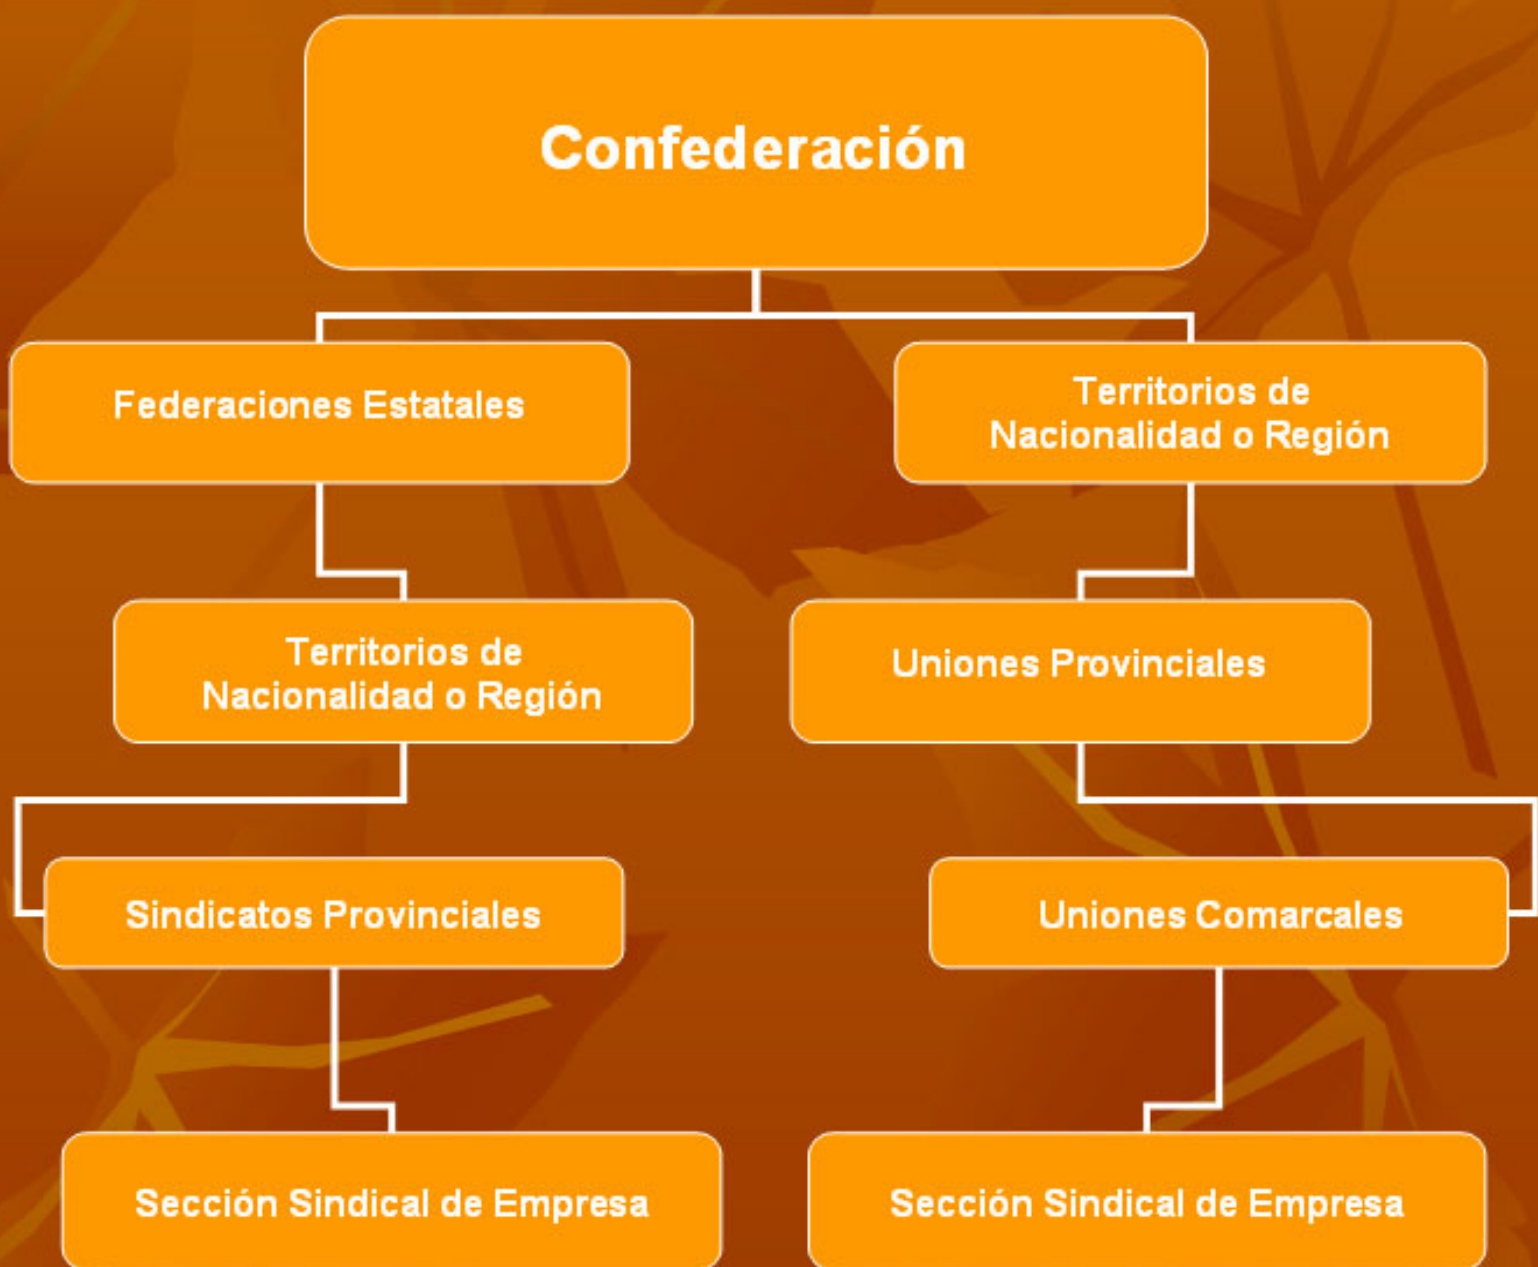 Confederación
Federaciones Estatales
Territorios de
Nacionalidad o Región
Territorios de
Nacionalidad o Región
Uniones Provinciales
Sindicatos Provinciales
Uniones Comarcales
Sección Sindical de Empresa
Sección Sindical de Empresa